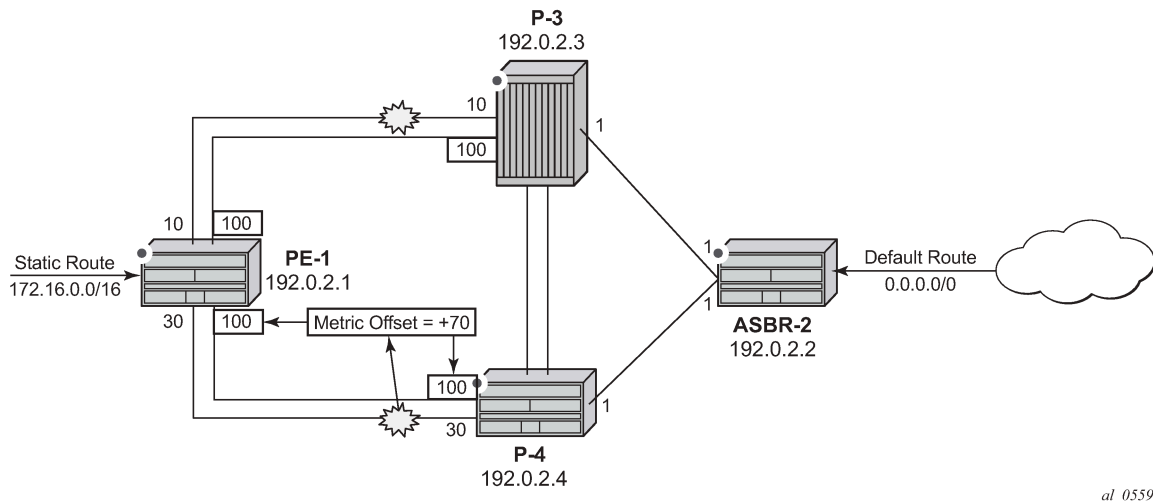 P-3
192.0.2.3
10
1
100
10
100
Static Route
172.16.0.0/16
PE-1
192.0.2.1
1
1
Default Route
0.0.0.0/0
30
100
Metric Offset = +70
ASBR-2
192.0.2.2
100
1
30
P-4
192.0.2.4
al_0559